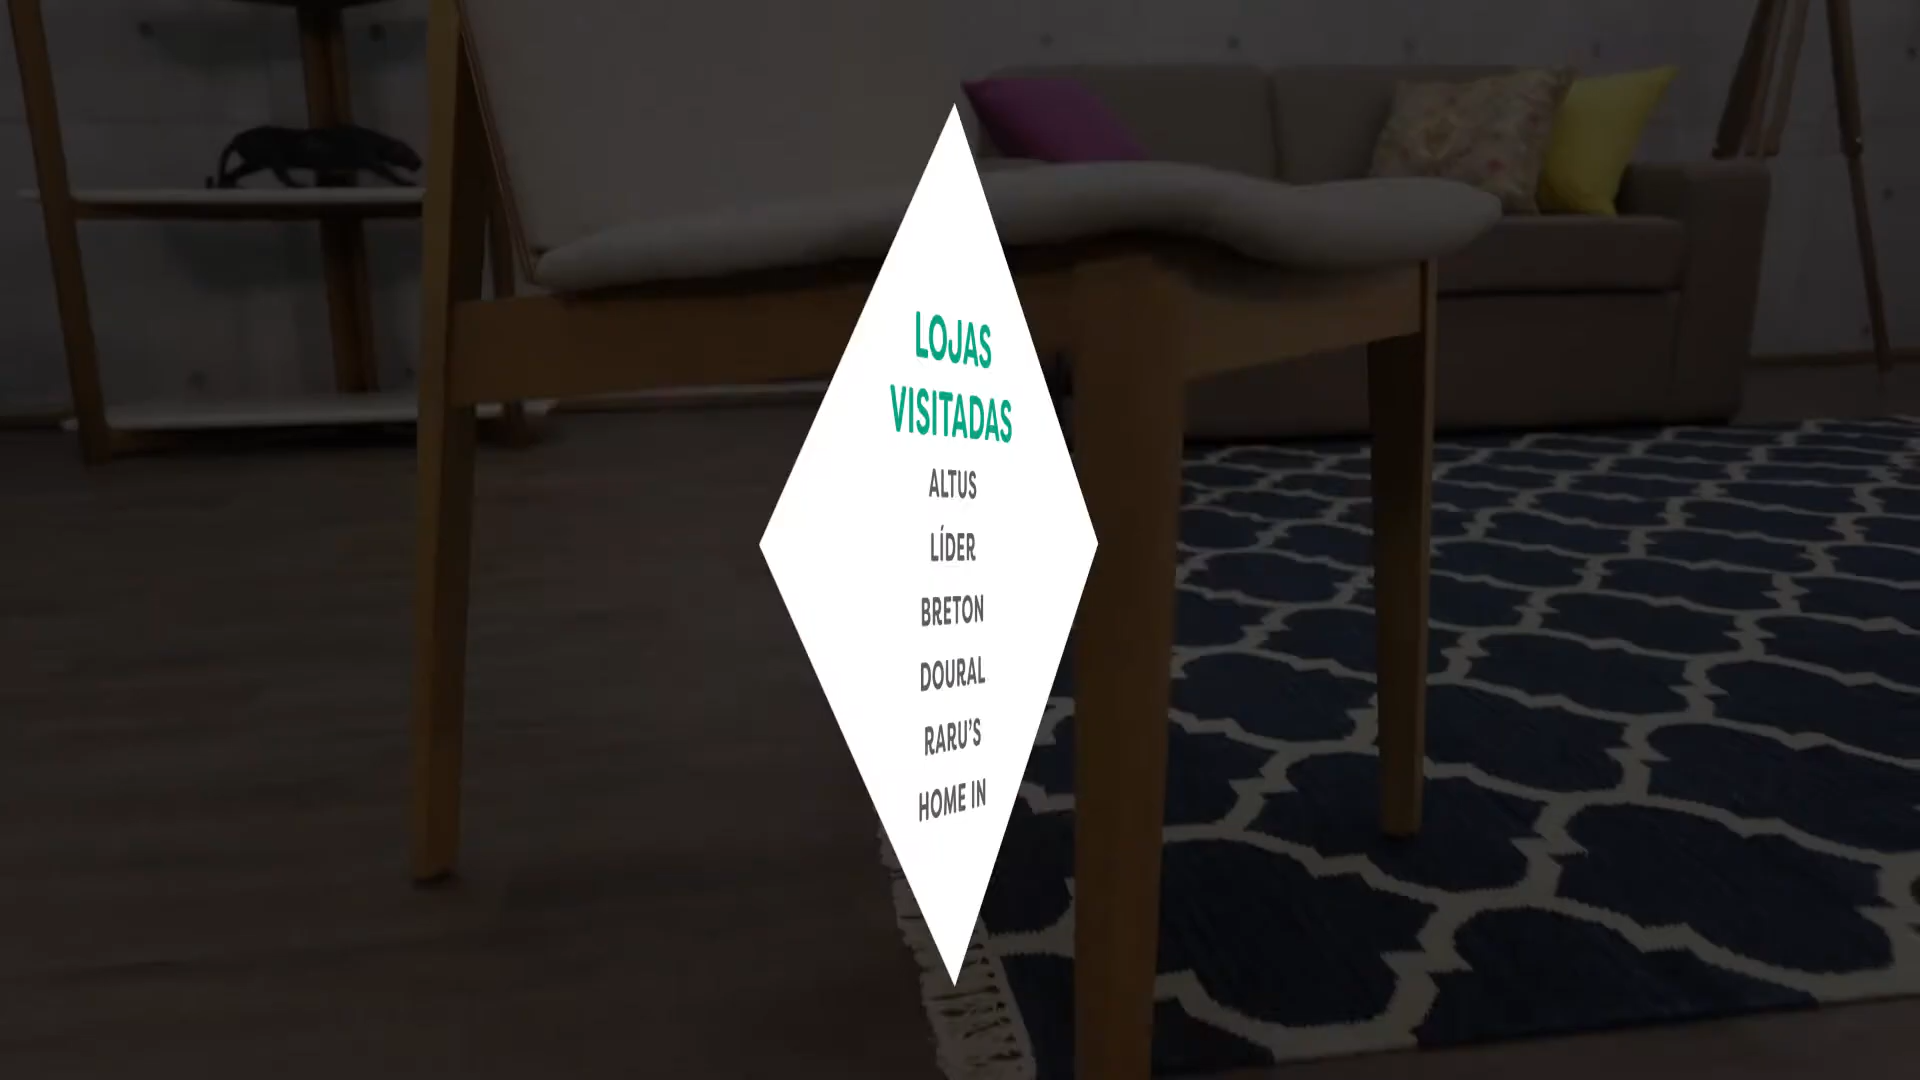 LOJAS
VISITADAS
ALTUS
LÍDER
BRETON
DOURAL
RARU'S
HOME IN